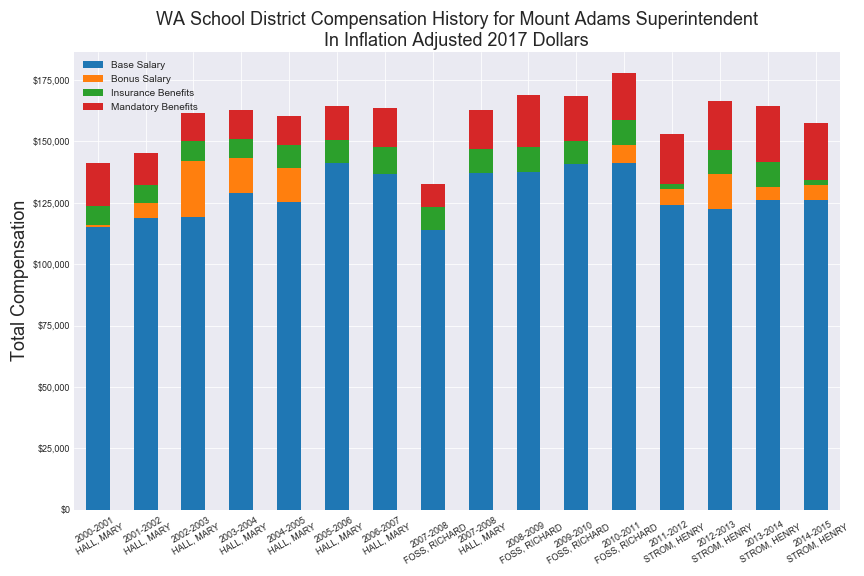 WA School District Compensation History for Mount Adams Superintendent
In Inflation Adjusted 2017 Dollars
Base Salary
Bonus Salary
Insurance Benefits
Mandatory Benefits
Total Compensation
$175,000
$150,000
$125,000
$100,000
$75,000
$50,000
$25,000
$0
2000-2001
HALL, MARY
2001-2002
HALL, MARY
2002-2003
HALL, MARY
2003-2004
HALL, MARY
2004-2005
HALL, MARY
2005-2006
HALL, MARY
2006-2007
HALL, MARY
2007-2008
FOSS, RICHARD
2007-2008
HALL, MARY
2008-2009
FOSS, RICHARD
2009-2010
FOSS, RICHARD
2010-2011
FOSS, RICHARD
2011-2012
STROM, HENRY
2012-2013
STROM, HENRY
2013-2014
STROM, HENRY
2014-2015
STROM, HENRY